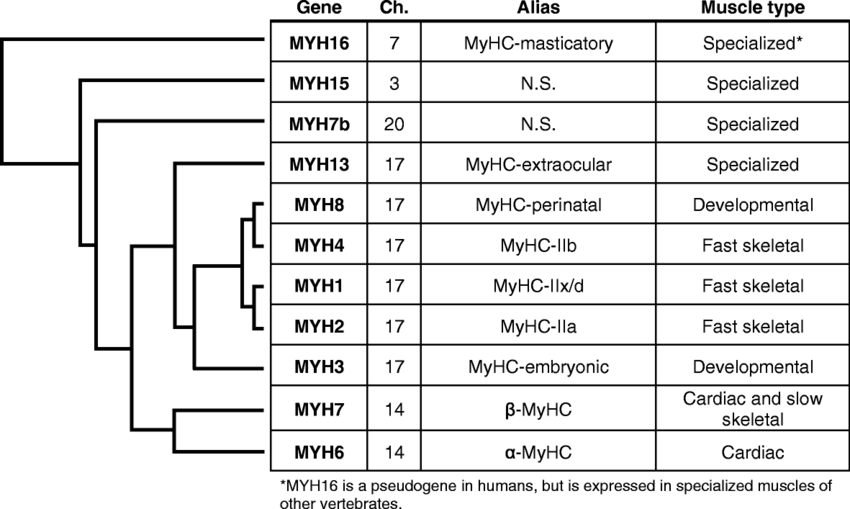 Gene Ch. Alias Muscle type
MYH16 7 MyHC-masticatory Specialized*
MYH15 3 N.S. Specialized
MYH7b 20 N.S. Specialized
MYH13 17 MyHC-extraocular Specialized
MYH8 17 MyHC-perinatal Developmental
MYH4 17 MyHC-IIb Fast skeletal
MYH1 17 MyHC-IIx/d Fast skeletal
MYH2 17 MyHC-IIa Fast skeletal
MYH3 17 MyHC-embryonic Developmental
MYH7 14 β-MyHC Cardiac and slow
skeletal
MYH6 14 α-MyHC Cardiac
*MYH16 is a pseudogene in humans, but is expressed in specialized muscles of
other vertebrates.